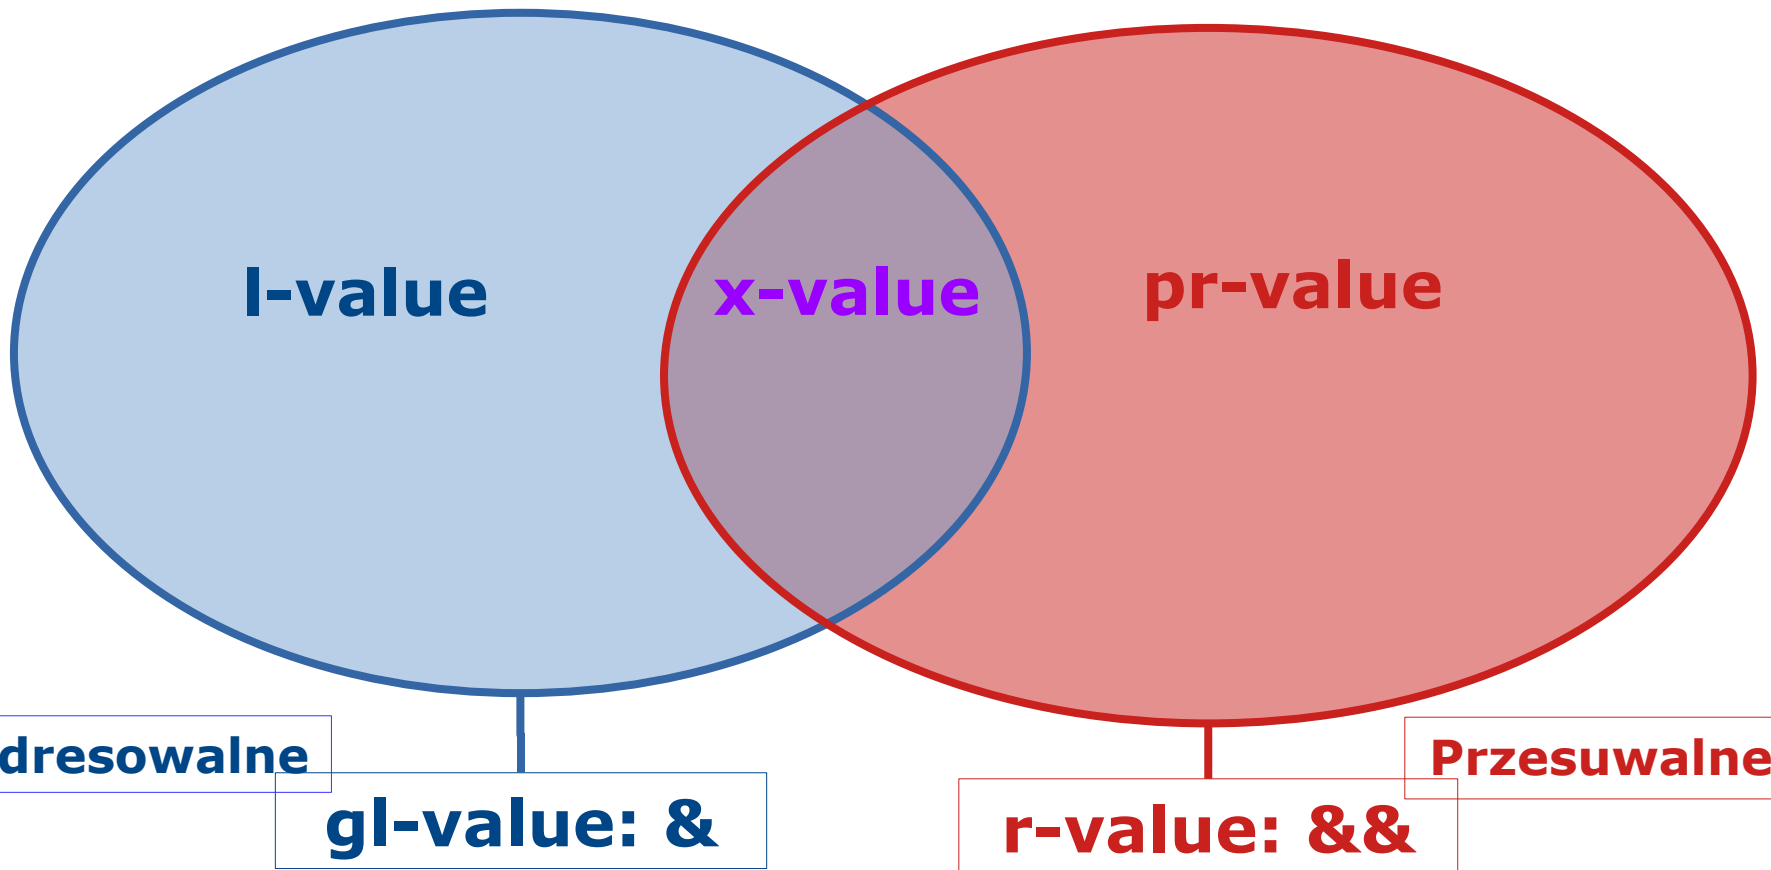 l-value
x-value
pr-value
dresowalne
Przesuwalne
gl-value: &
r-value: &&